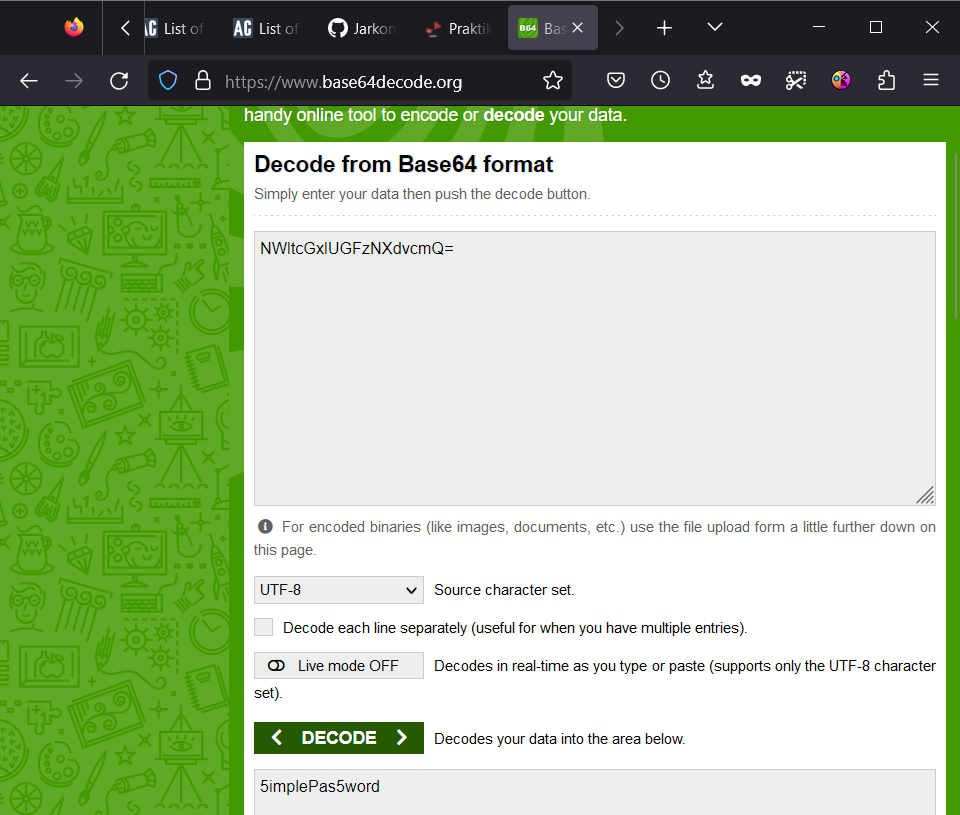 List of
List of
Jarkon
Praktik
Bas
https://www.base64decode.org
handy online tool to encode or decode your data.
Decode from Base64 format
Simply enter your data then push the decode button.
NWltcGxlUGFzNXdvcmQ=
For encoded binaries (like images, documents, etc.) use the file upload form a little further down on
this page.
UTF-8 Source character set.
Decode each line separately (useful for when you have multiple entries).
Live mode OFF Decodes in real-time as you type or paste (supports only the UTF-8 character
set).
DECODE Decodes your data into the area below.
5implePas5word